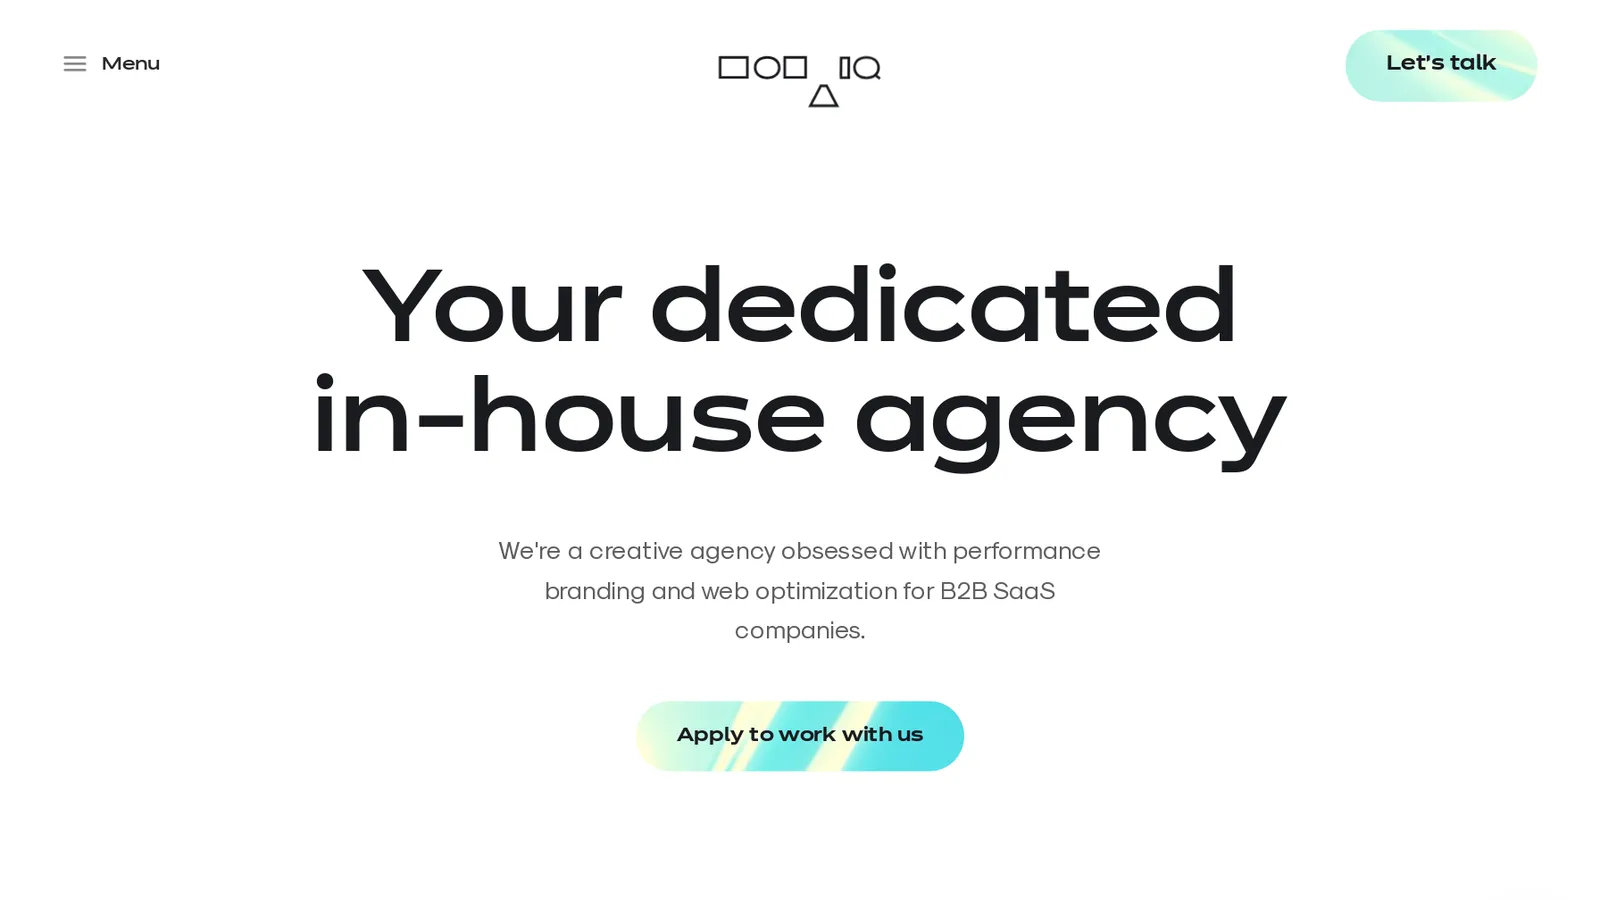 Menu
Let's talk
Your dedicated
in-house agency
We're a creative agency obsessed with performance
branding and web optimization for B2B SaaS
companies.
Apply to work with us